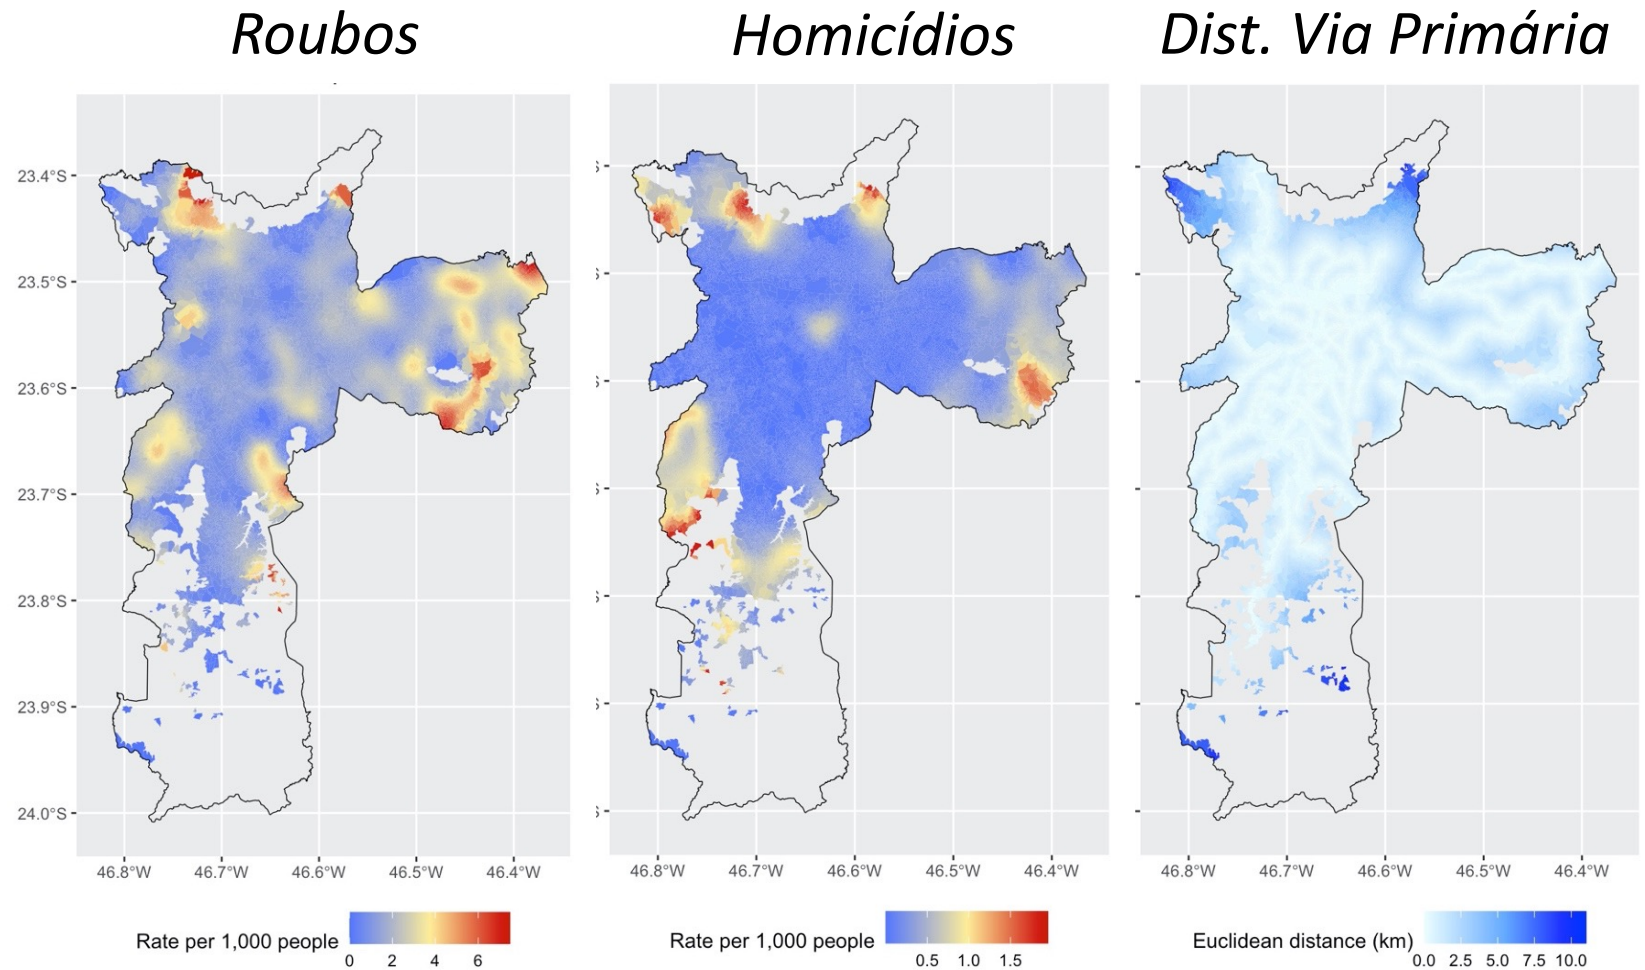 Roubos
Homicídios
Dist. Via Primária
23.4°S
23.5°S
23.6°S
23.7°S
23.8°S
23.9°S
24.0°S
46.8°W 46.7°W 46.6°W 46.5°W 46.4°W
46.8°W 46.7°W 46.6°W 46.5°W 46.4°W
46.8°W 46.7°W 46.6°W 46.5°W 46.4°W
Rate per 1,000 people
0 2 4 6
Rate per 1,000 people
0.5 1.0 1.5
Euclidean distance (km)
0.0 2.5 5.0 7.5 10.0